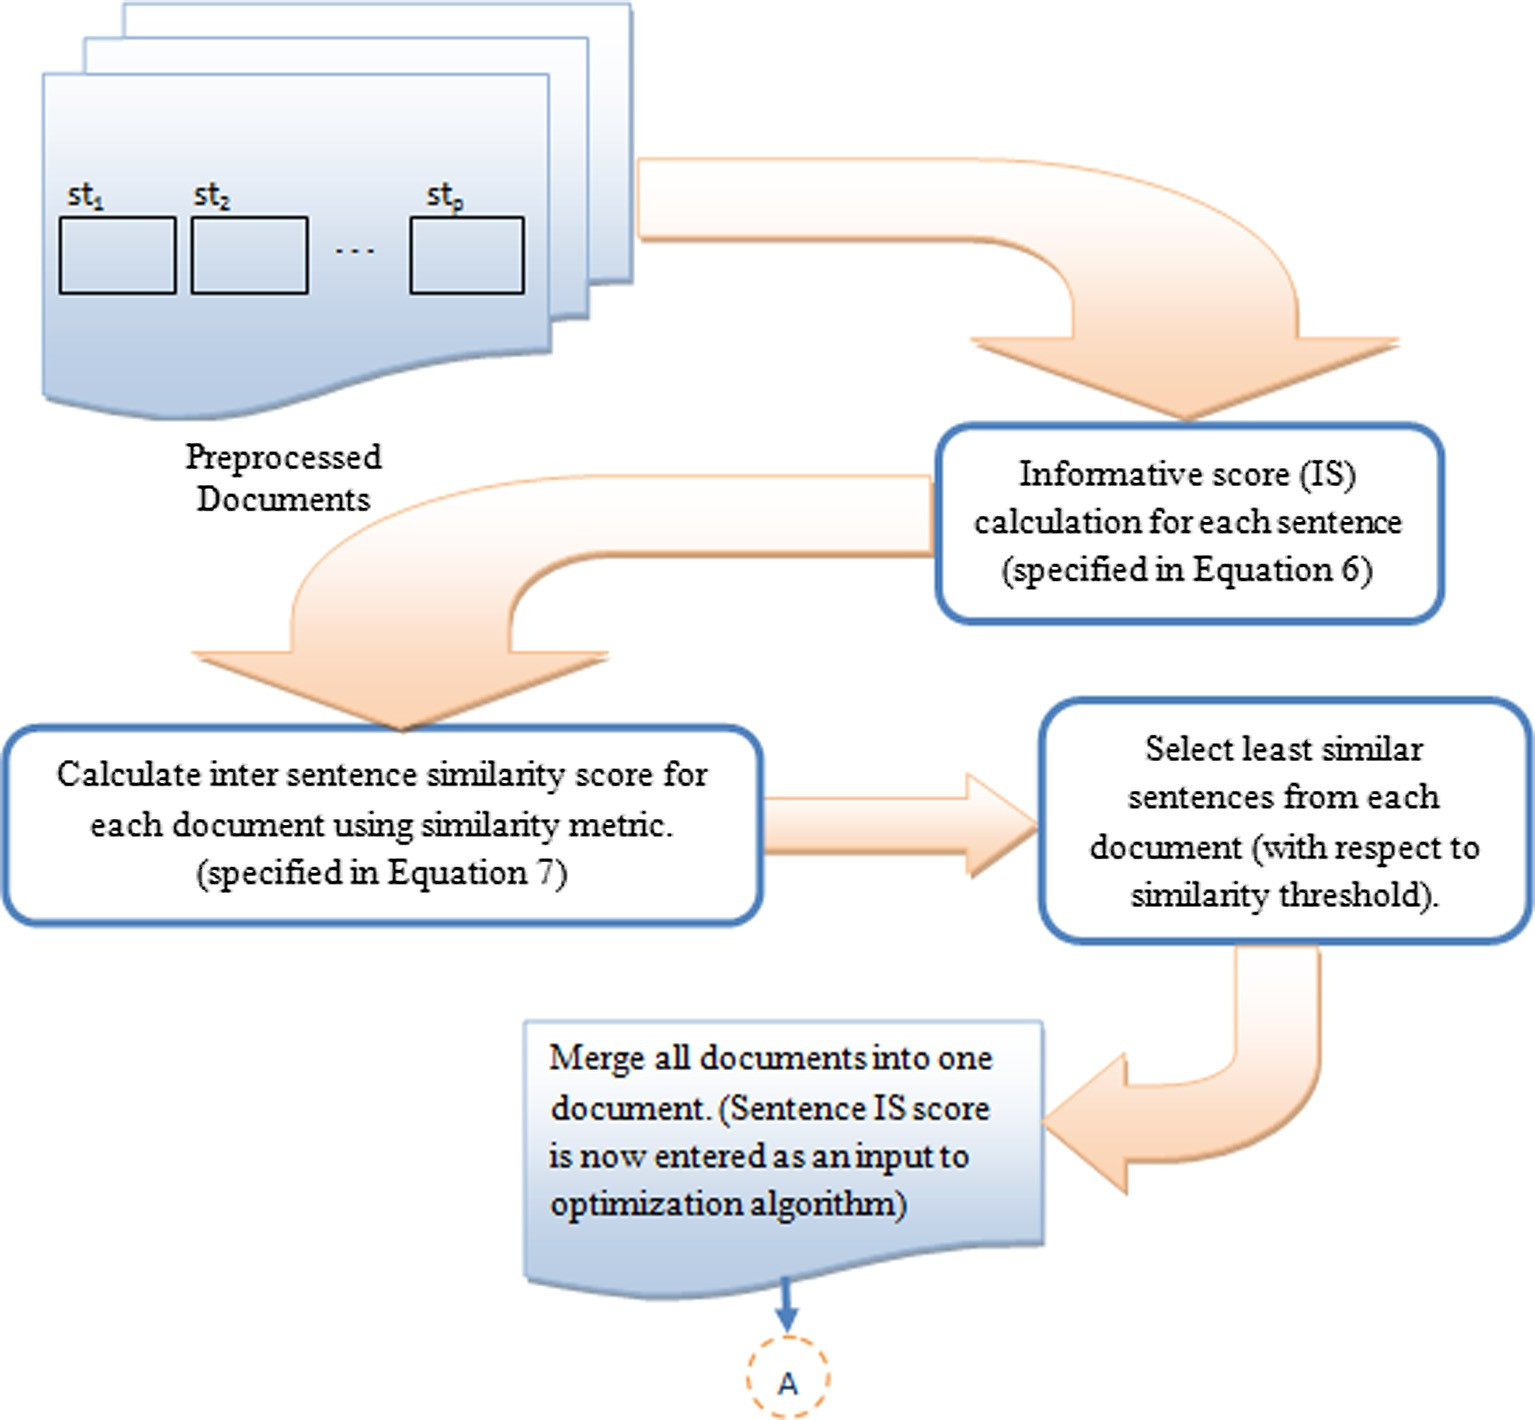 st₁ st₂ ... stₚ
Preprocessed
Documents
Informative score (IS)
calculation for each sentence
(specified in Equation 6)
Calculate inter sentence similarity score for
each document using similarity metric.
(specified in Equation 7)
Select least similar
sentences from each
document (with respect to
similarity threshold).
Merge all documents into one
document. (Sentence IS score
is now entered as an input to
optimization algorithm)
A